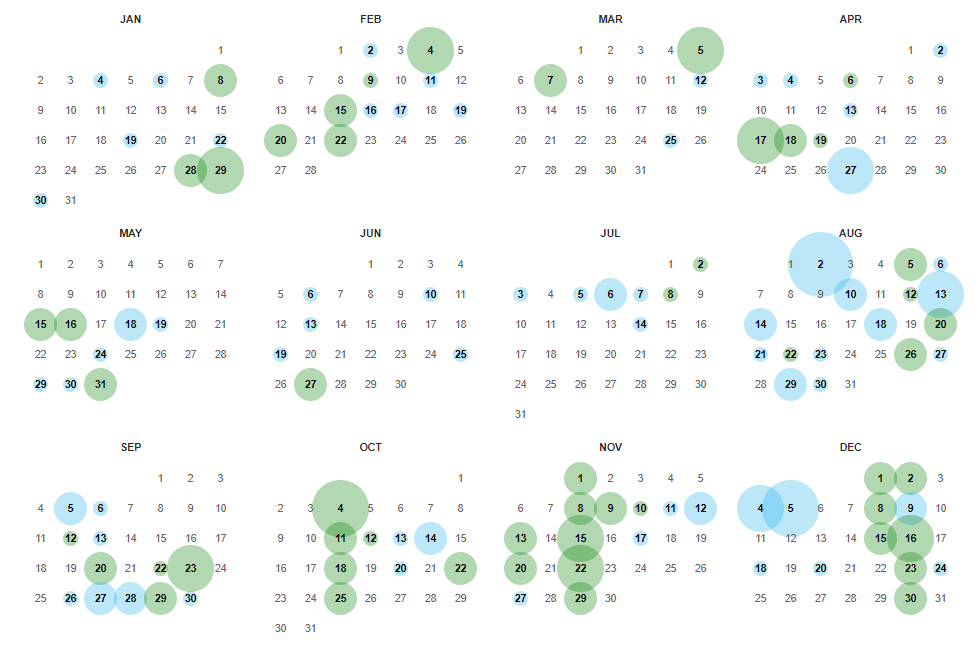 JAN FEB MAR APR
1 1 2 3 4 5 1 2 3 4 5 1 2
2 3 4 5 6 7 8 6 7 8 9 10 11 12 6 7 8 9 10 11 12 3 4 5 6 7 8 9
9 10 11 12 13 14 15 13 14 15 16 17 18 19 13 14 15 16 17 18 19 10 11 12 13 14 15 16
16 17 18 19 20 21 22 20 21 22 23 24 25 26 20 21 22 23 24 25 26 17 18 19 20 21 22 23
23 24 25 26 27 28 29 27 28 27 28 29 30 31 24 25 26 27 28 29 30
30 31
MAY JUN JUL AUG
1 2 3 4 5 6 7 1 2 3 4 1 2 1 2 3 4 5 6
8 9 10 11 12 13 14 5 6 7 8 9 10 11 3 4 5 6 7 8 9 7 8 9 10 11 12 13
15 16 17 18 19 20 21 12 13 14 15 16 17 18 10 11 12 13 14 15 16 14 15 16 17 18 19 20
22 23 24 25 26 27 28 19 20 21 22 23 24 25 17 18 19 20 21 22 23 21 22 23 24 25 26 27
29 30 31 26 27 28 29 30 24 25 26 27 28 29 30 28 29 30 31
31
SEP OCT NOV DEC
1 2 3 1 1 2 3 4 5 1 2 3
4 5 6 7 8 9 10 2 3 4 5 6 7 8 6 7 8 9 10 11 12 4 5 6 7 8 9 10
11 12 13 14 15 16 17 9 10 11 12 13 14 15 13 14 15 16 17 18 19 11 12 13 14 15 16 17
18 19 20 21 22 23 24 16 17 18 19 20 21 22 20 21 22 23 24 25 26 18 19 20 21 22 23 24
25 26 27 28 29 30 23 24 25 26 27 28 29 27 28 29 30 25 26 27 28 29 30 31
30 31